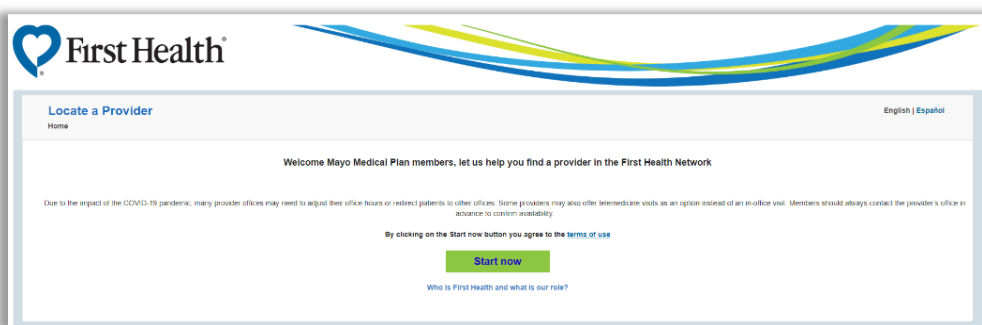 First Health®
Locate a Provider
English | Español
Home
Welcome Mayo Medical Plan members, let us help you find a provider in the First Health Network
Due to the impact of the COVID-19 pandemic, many provider offices may need to adjust their office hours or redirect patients to other offices. Some providers may also offer telemedicine visits as an option instead of an in-office visit. Members should always contact the provider's office in
advance to confirm availability.
By clicking on the Start now button you agree to the terms of use
Start now
Who is First Health and what is our role?